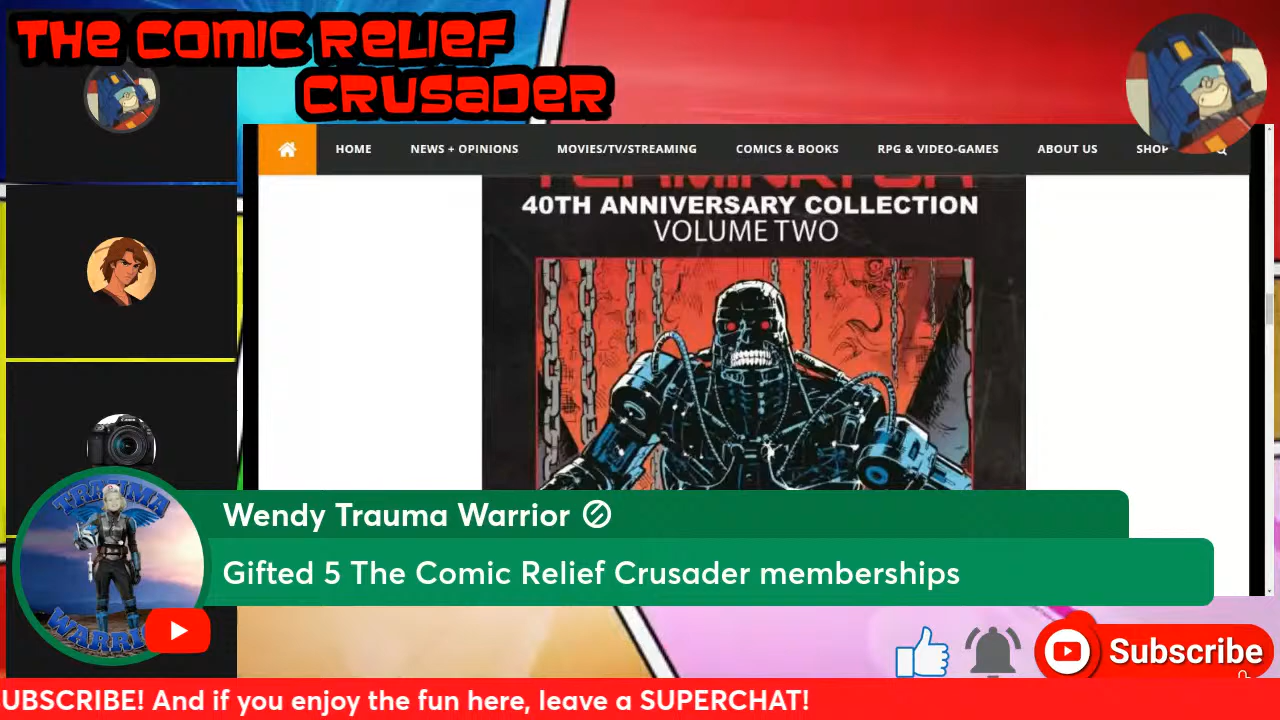 THE COMIC RELIEF
CRUSADER
HOME NEWS + OPINIONS MOVIES/TV/STREAMING COMICS & BOOKS RPG & VIDEO-GAMES ABOUT US SHOP
TERMINATOR
40TH ANNIVERSARY COLLECTION
VOLUME TWO
Canon
TRAUMA
WARRIOR
Wendy Trauma Warrior
Gifted 5 The Comic Relief Crusader memberships
Subscribe
UBSCRIBE! And if you enjoy the fun here, leave a SUPERCHAT!